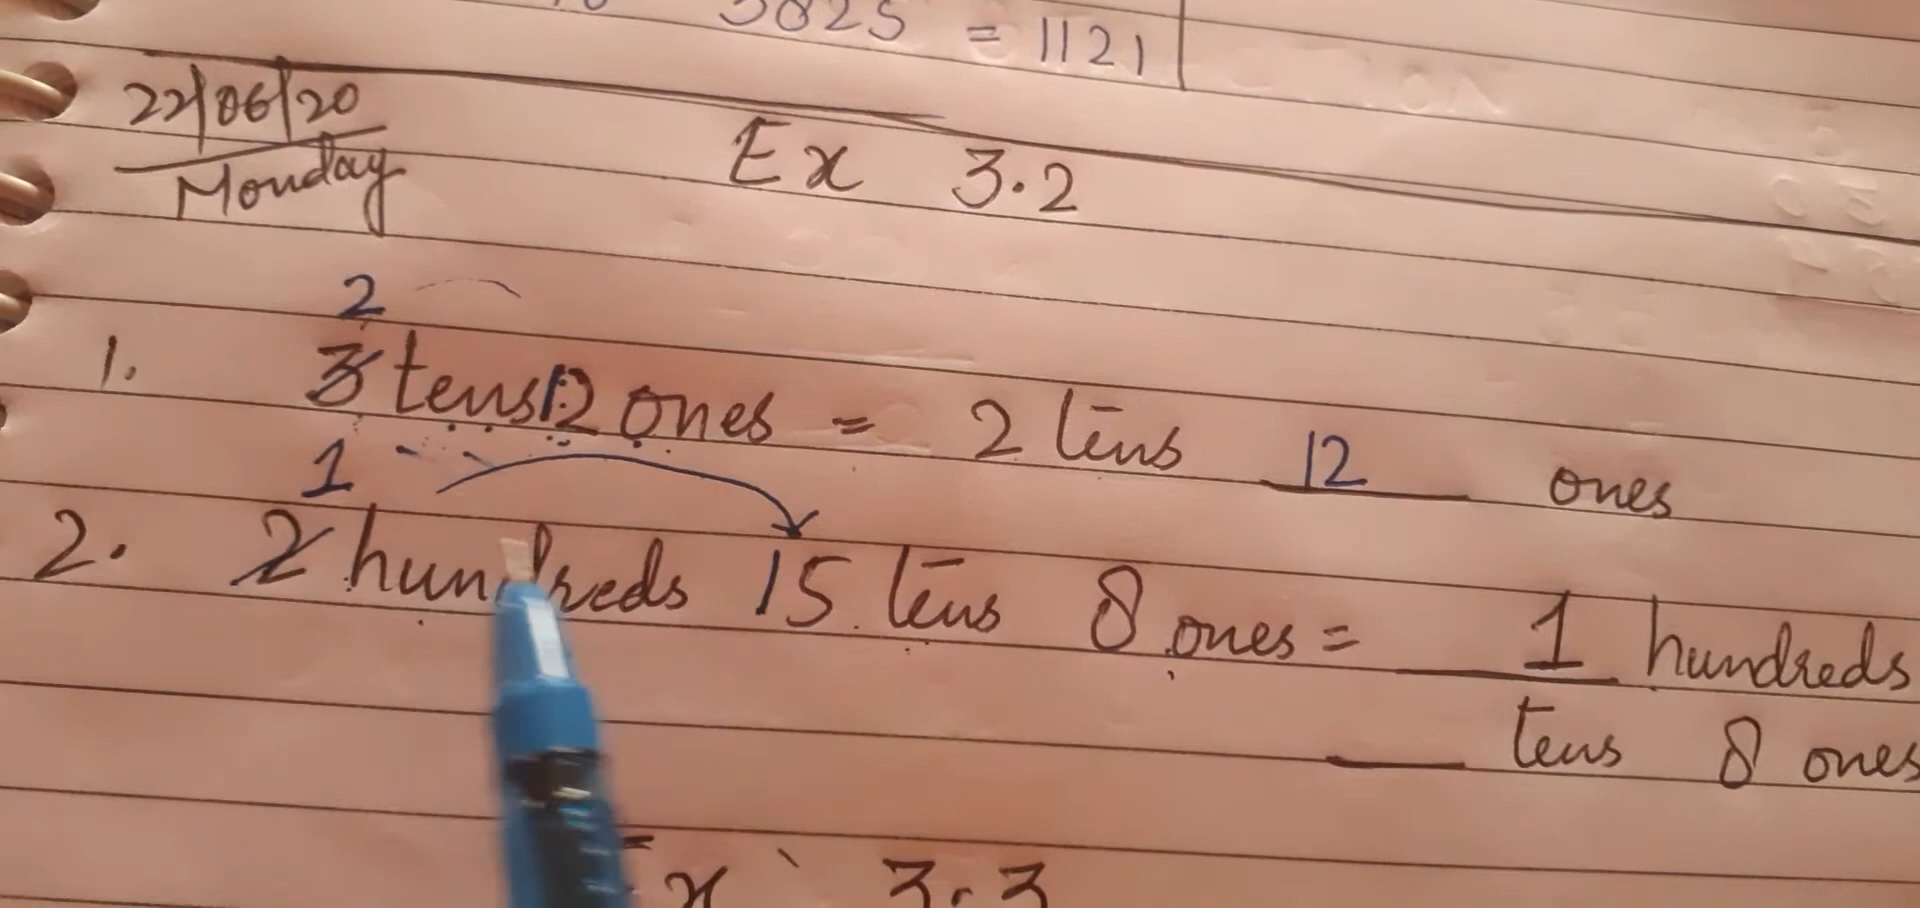 3825 = 1121
22/06/20
Monday
Ex 3.2
2
1. 3 tens 12 ones = 2 tens 12 ones
1
2. 2 hundreds 15 tens 8 ones = 1 hundreds
tens 8 ones
x 3.3